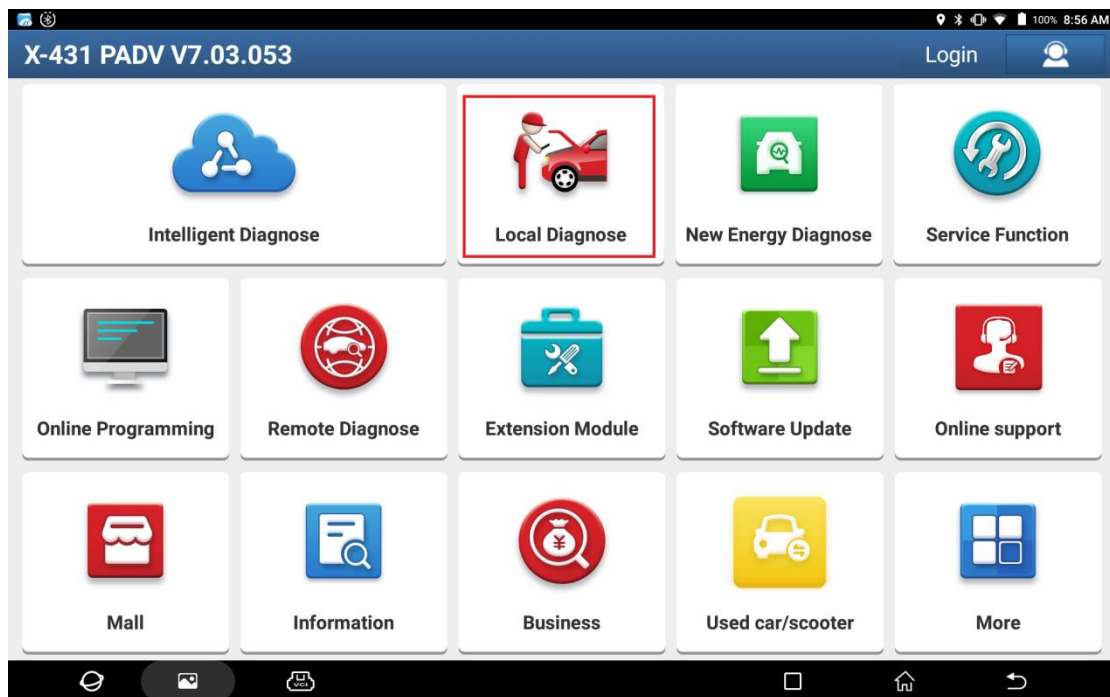 100% 8:56 AM
X-431 PADV V7.03.053
Login
Intelligent Diagnose
Local Diagnose
New Energy Diagnose
Service Function
Online Programming
Remote Diagnose
Extension Module
Software Update
Online support
Mall
Information
Business
Used car/scooter
More
VCI